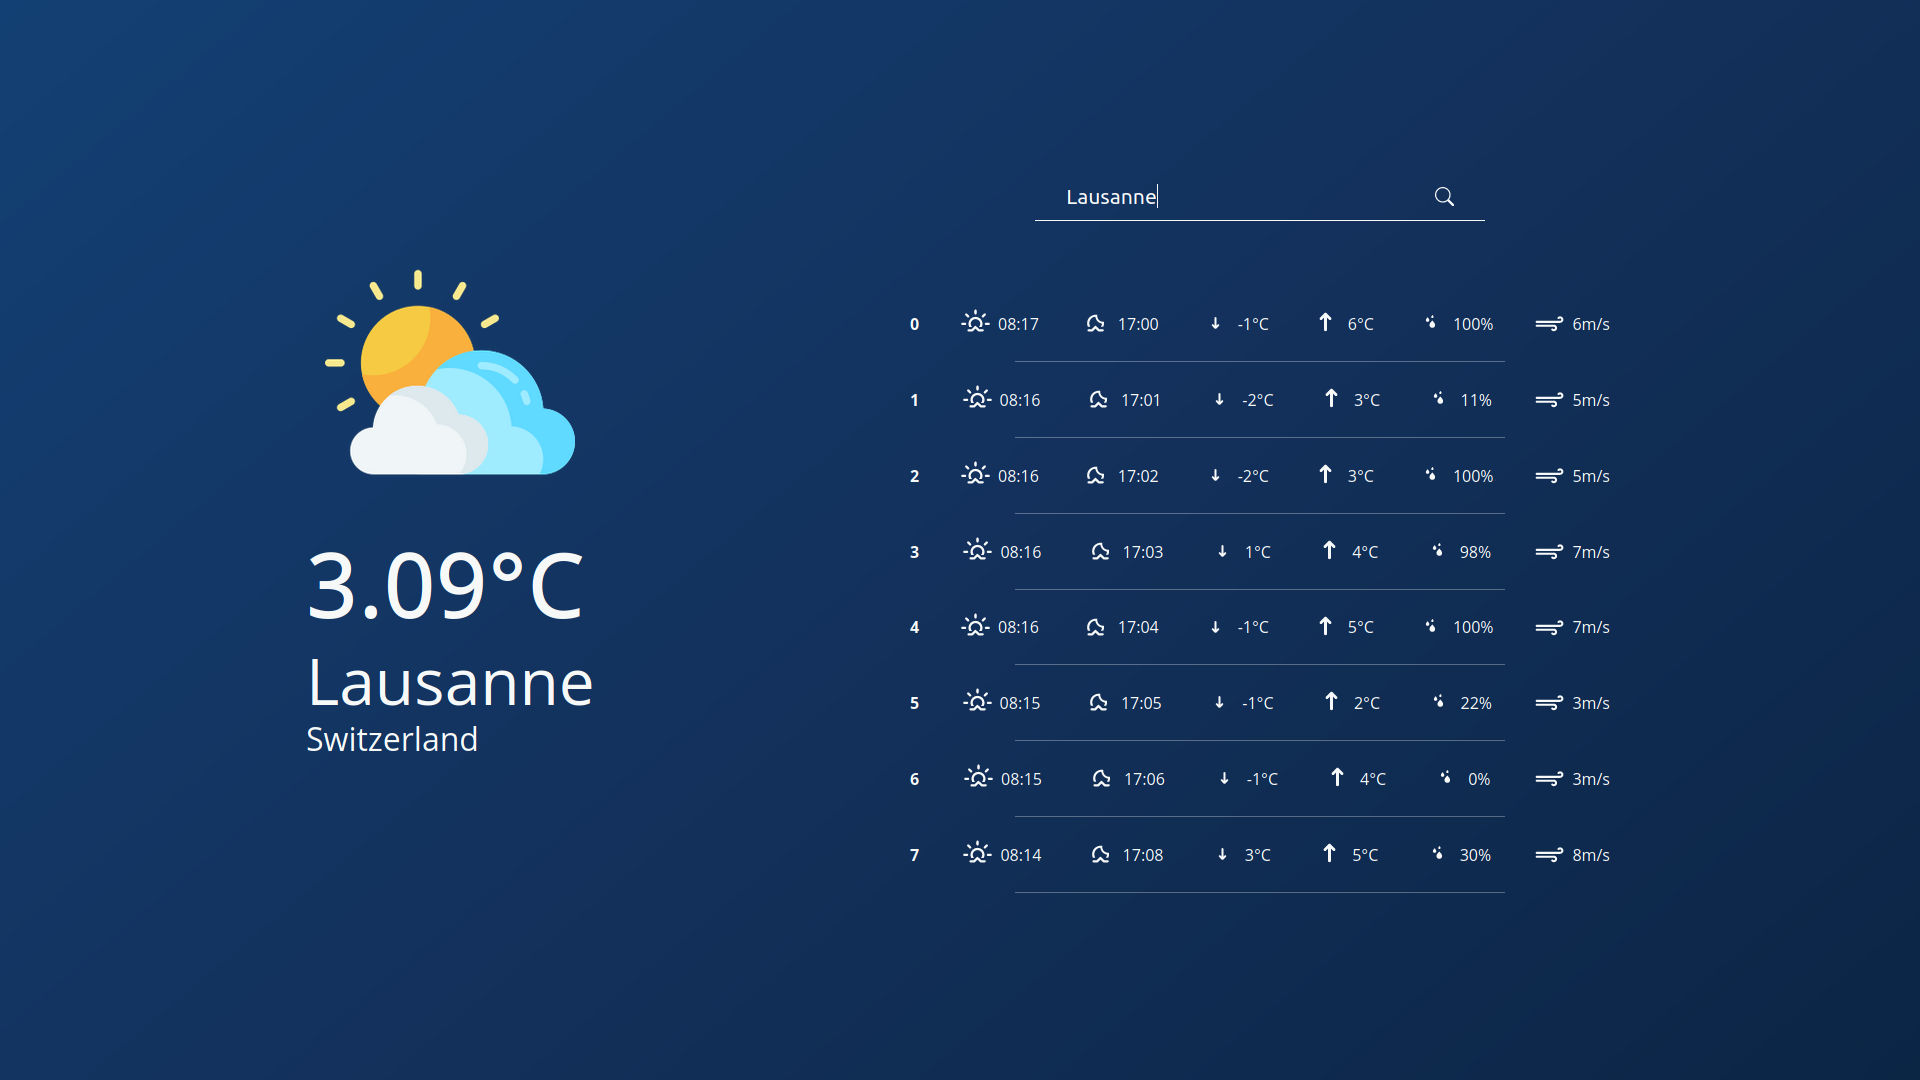 Lausanne
3.09°C
Lausanne
Switzerland
0 08:17 17:00 -1°C 6°C 100% 6m/s
1 08:16 17:01 -2°C 3°C 11% 5m/s
2 08:16 17:02 -2°C 3°C 100% 5m/s
3 08:16 17:03 1°C 4°C 98% 7m/s
4 08:16 17:04 -1°C 5°C 100% 7m/s
5 08:15 17:05 -1°C 2°C 22% 3m/s
6 08:15 17:06 -1°C 4°C 0% 3m/s
7 08:14 17:08 3°C 5°C 30% 8m/s